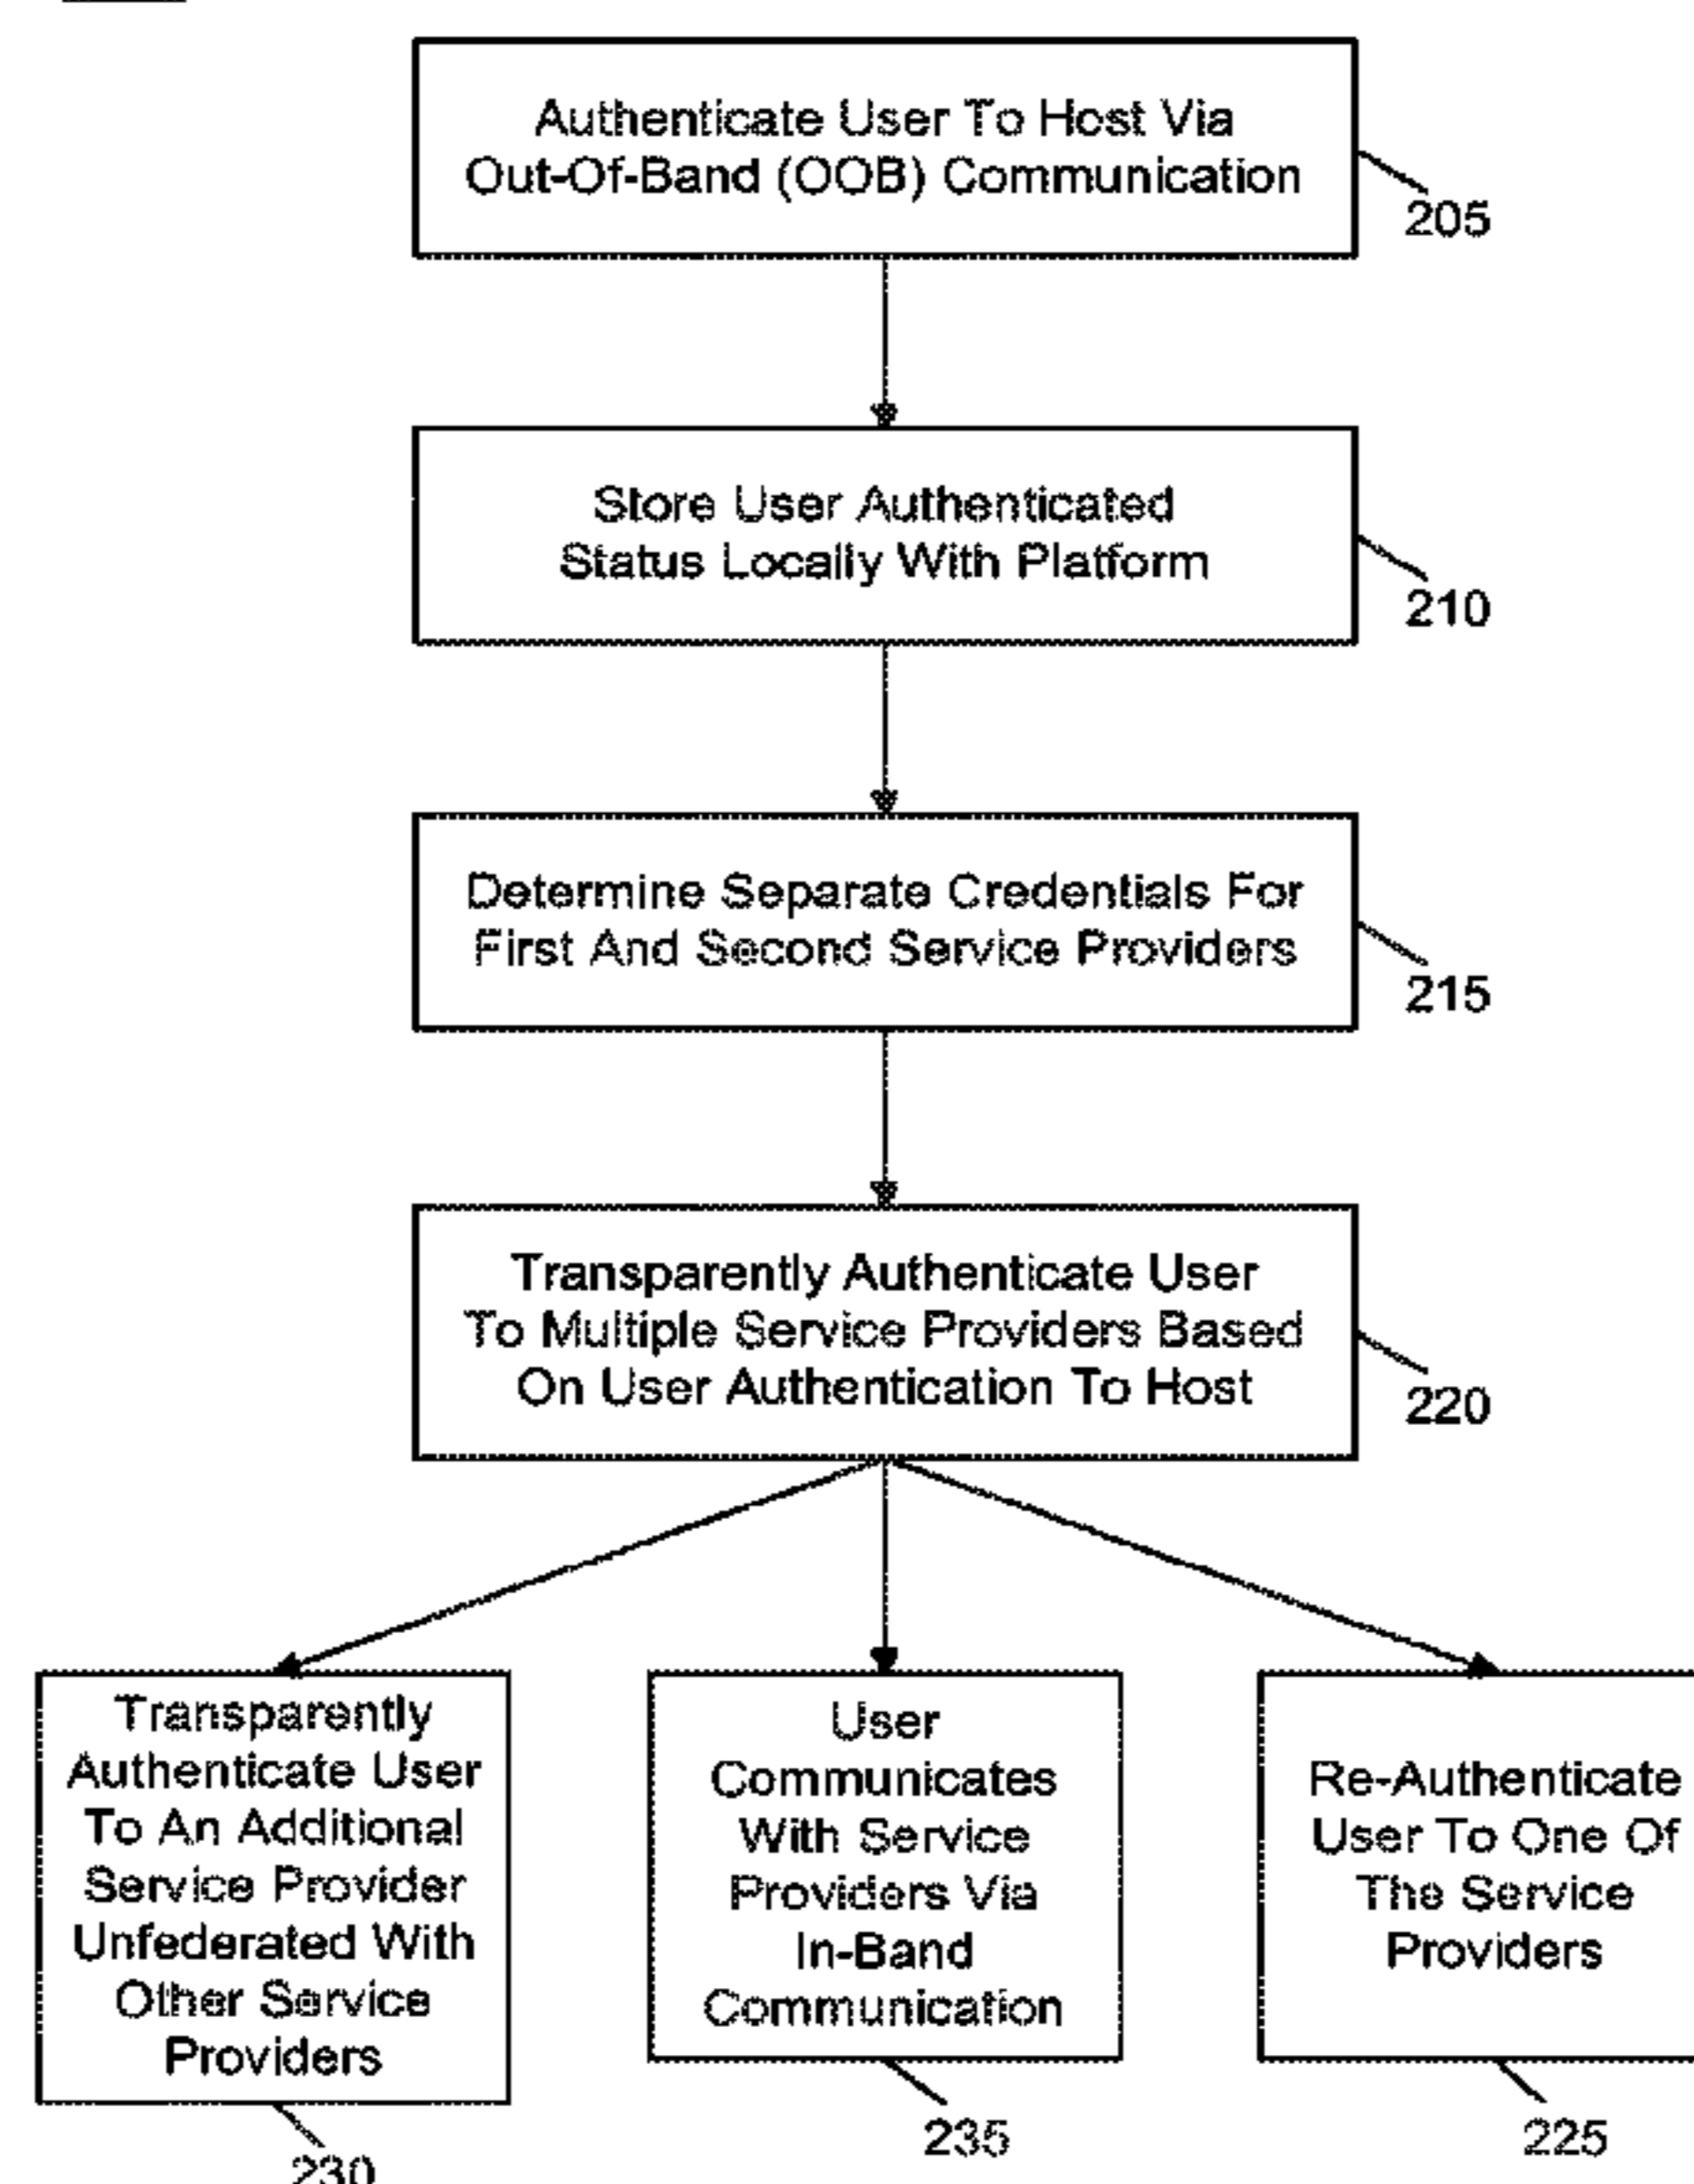 Authenticate User To Host Via
Out-Of-Band (OOB) Communication
205
Store User Authenticated
Status Locally With Platform
210
Determine Separate Credentials For
First And Second Service Providers
215
Transparently Authenticate User
To Multiple Service Providers Based
On User Authentication To Host
220
Transparently
Authenticate User
To An Additional
Service Provider
Unfederated With
Other Service
Providers
230
User
Communicates
With Service
Providers Via
In-Band
Communication
235
Re-Authenticate
User To One Of
The Service
Providers
225